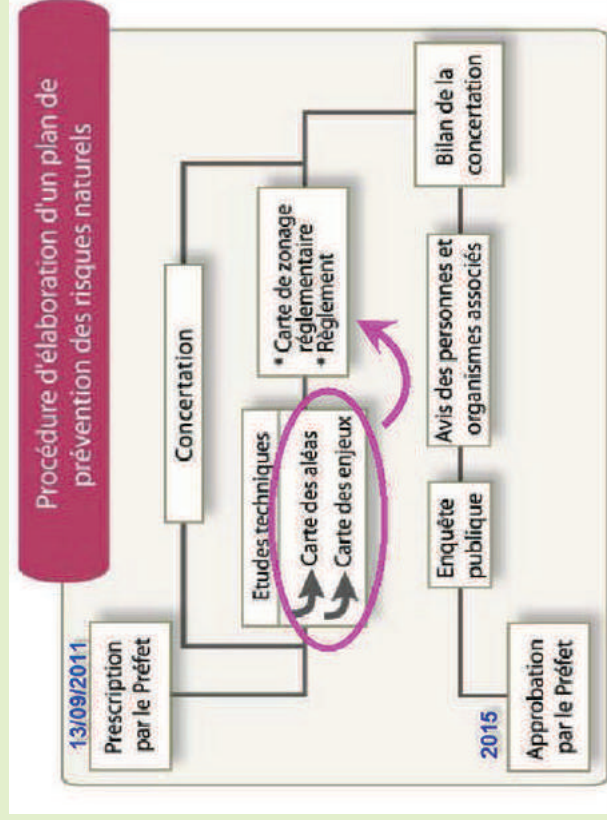 Procédure d'élaboration d'un plan de
prévention des risques naturels
13/09/2011
Prescription
par le Préfet
Concertation
Etudes techniques
Carte des aléas
Carte des enjeux
* Carte de zonage
réglementaire
* Règlement
Bilan de la
concertation
Avis des personnes et
organismes associés
Enquête
publique
2015
Approbation
par le Préfet